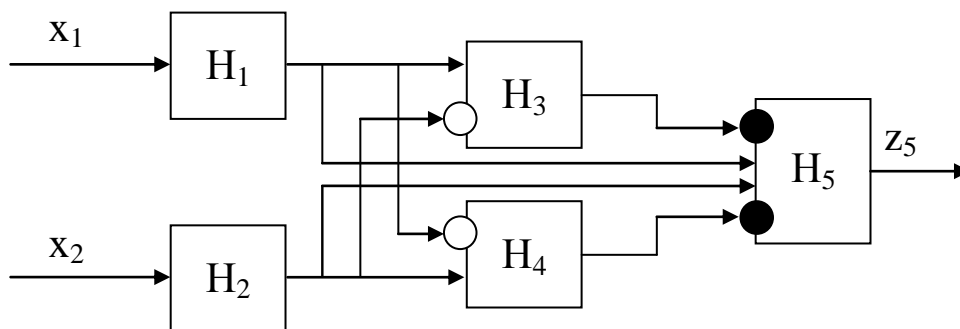 x₁
H₁
H₃
H₅
z₅
x₂
H₂
H₄